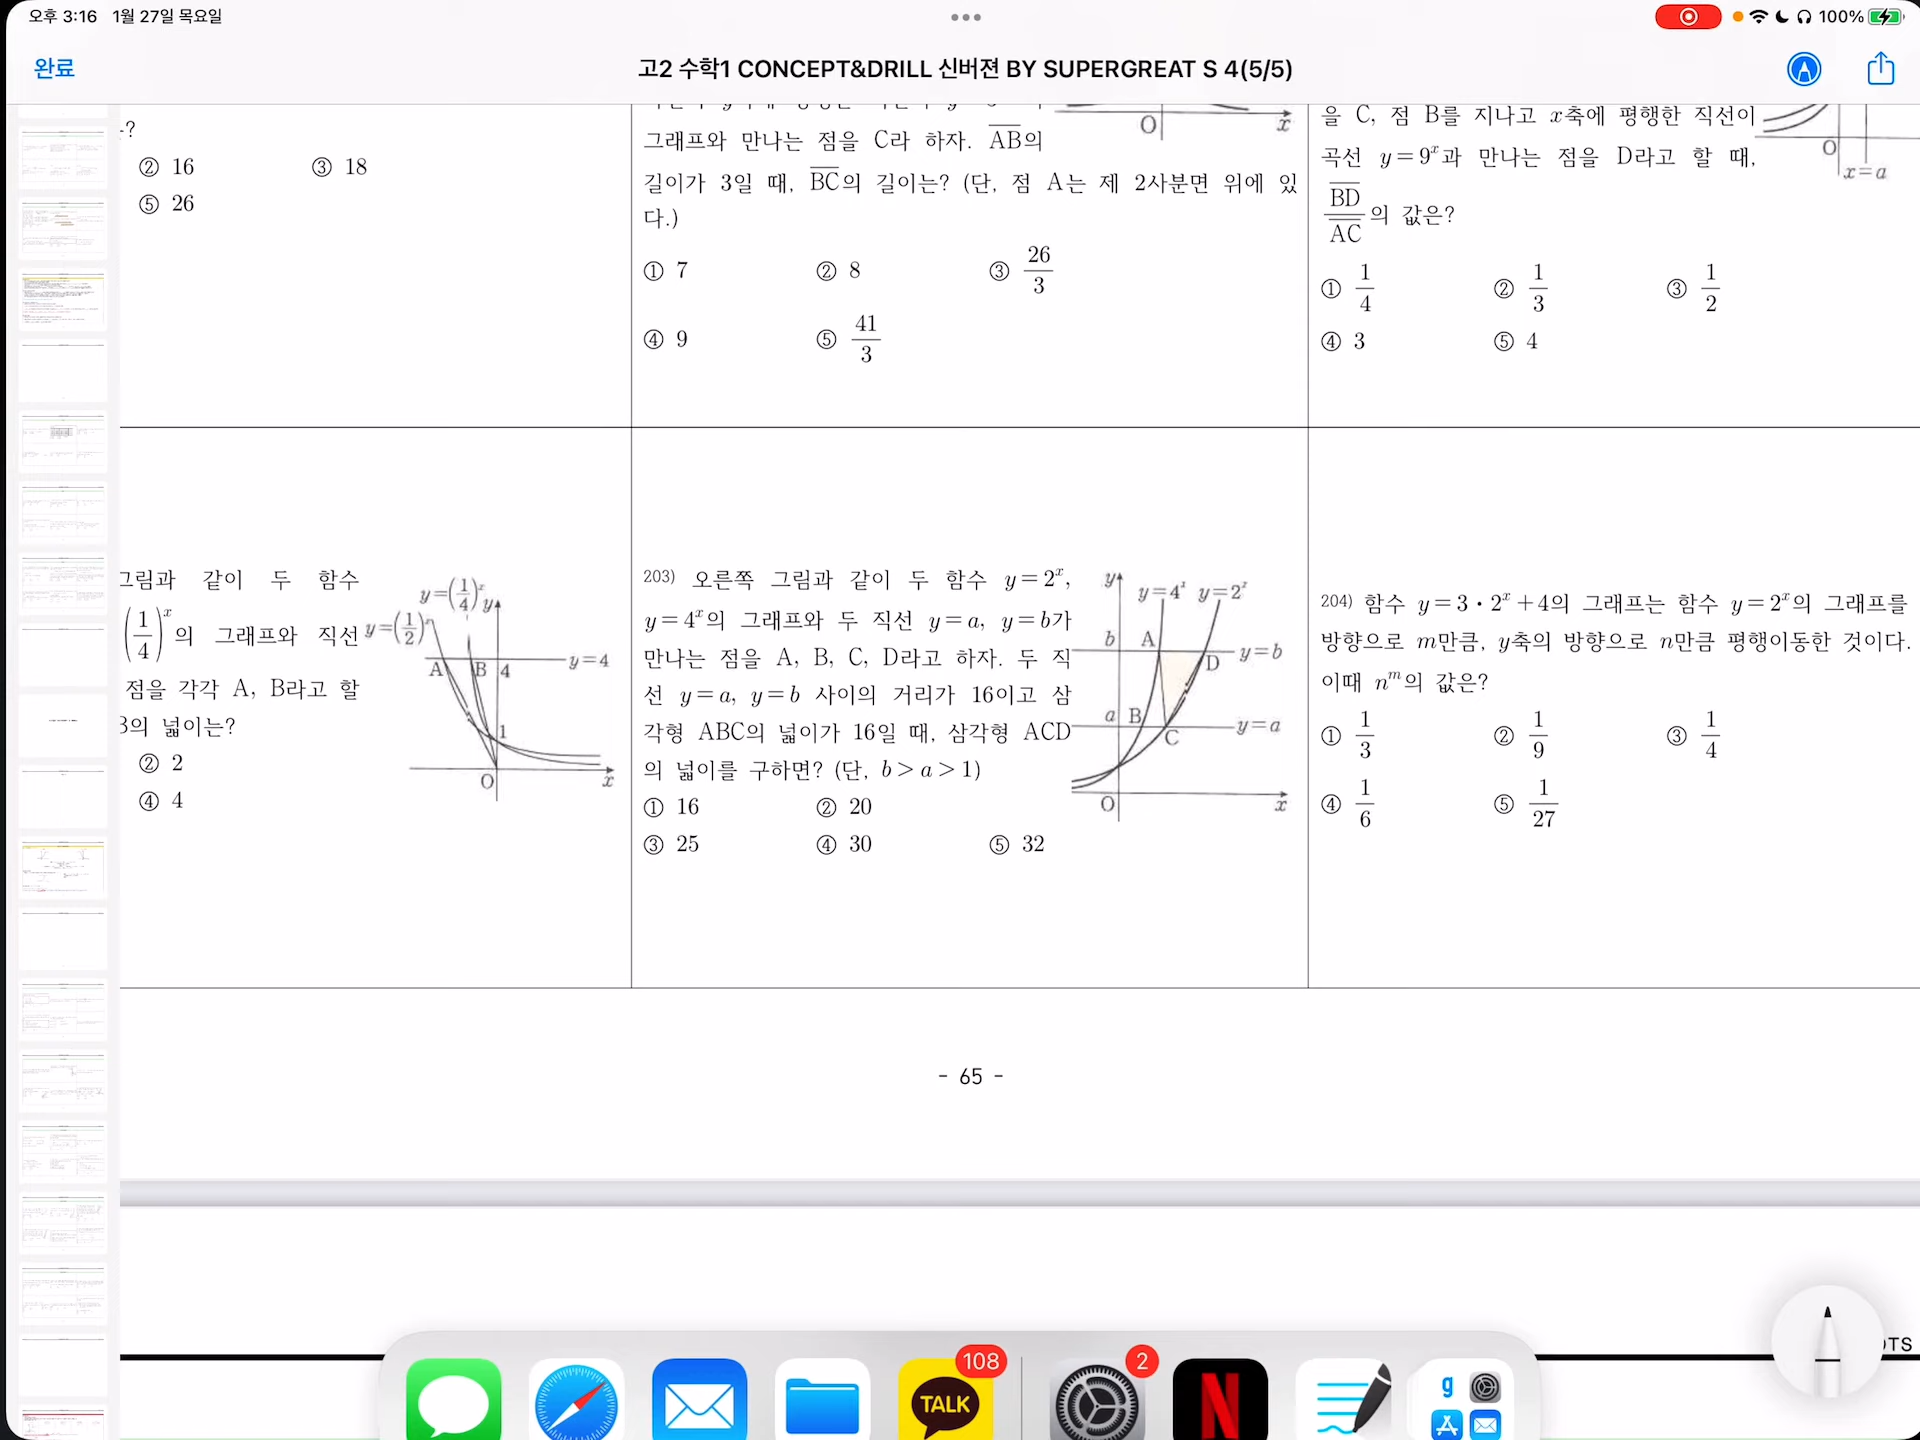 오후 3:16 1월 27일 목요일
100%
완료
고2 수학1 CONCEPT&DRILL 신버젼 BY SUPERGREAT S 4(5/5)
?
② 16 ③ 18
⑤ 26
그래프와 만나는 점을 C라 하자. AB의
길이가 3일 때, BC의 길이는? (단, 점 A는 제 2사분면 위에 있
다.)
① 7 ② 8 ③ 26/3
④ 9 ⑤ 41/3
O x
을 C, 점 B를 지나고 x축에 평행한 직선이
곡선 y=9^x과 만나는 점을 D라고 할 때,
BD/AC의 값은?
① 1/4 ② 1/3 ③ 1/2
④ 3 ⑤ 4
O x=a
그림과 같이 두 함수
(1/4)^x의 그래프와 직선
점을 각각 A, B라고 할
B의 넓이는?
② 2
④ 4
y=(1/4)^x y
y=(1/2)^x
A B 4 y=4
1
O x
203) 오른쪽 그림과 같이 두 함수 y=2^x,
y=4^x의 그래프와 두 직선 y=a, y=b가
만나는 점을 A, B, C, D라고 하자. 두 직
선 y=a, y=b 사이의 거리가 16이고 삼
각형 ABC의 넓이가 16일 때, 삼각형 ACD
의 넓이를 구하면? (단, b>a>1)
① 16 ② 20
③ 25 ④ 30 ⑤ 32
y y=4^x y=2^x
b A D y=b
a B C y=a
O x
204) 함수 y=3·2^x+4의 그래프는 함수 y=2^x의 그래프를
방향으로 m만큼, y축의 방향으로 n만큼 평행이동한 것이다.
이때 n^m의 값은?
① 1/3 ② 1/9 ③ 1/4
④ 1/6 ⑤ 1/27
- 65 -
TALK
108
2
N
g